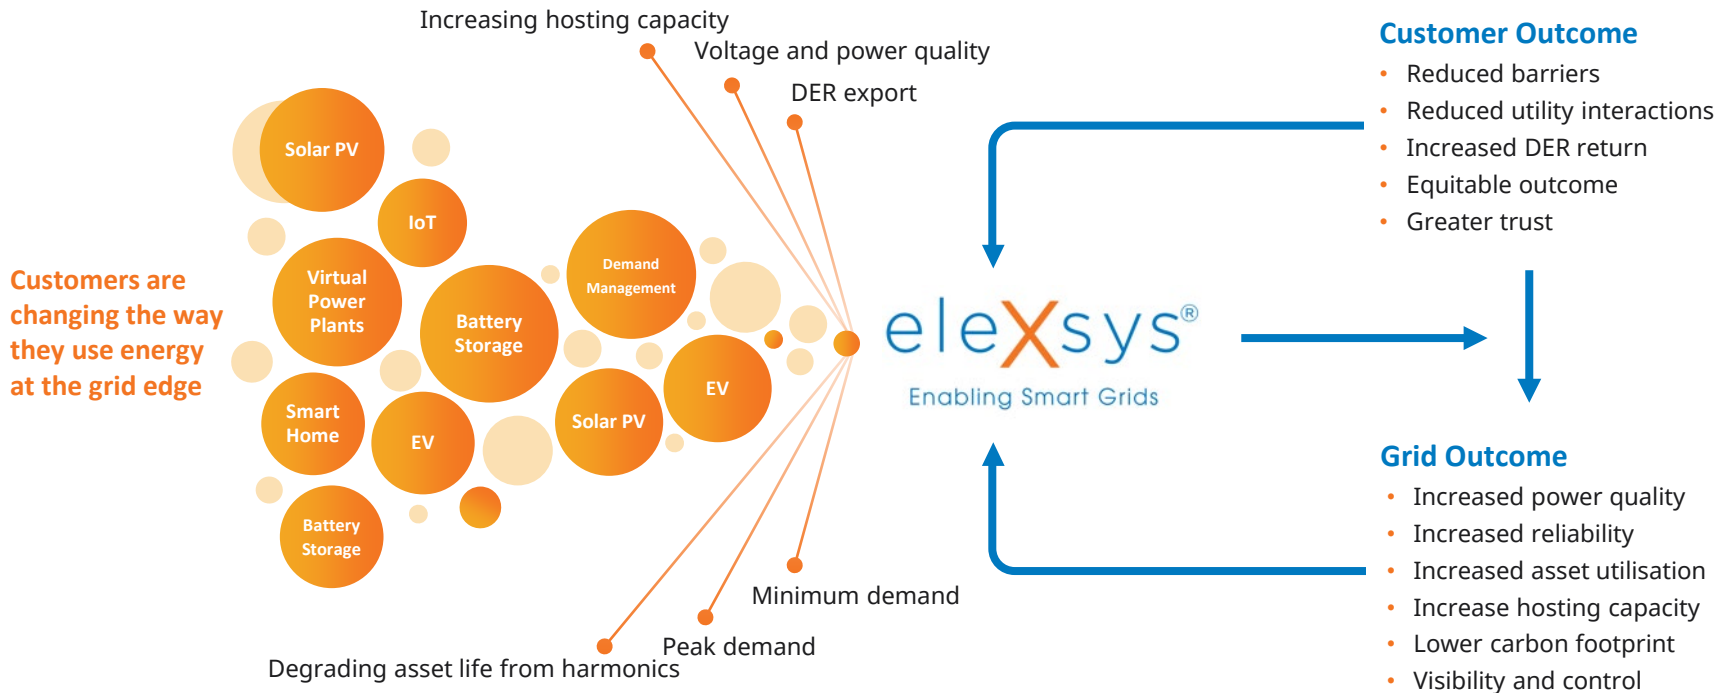 Increasing hosting capacity
Voltage and power quality
DER export
Solar PV
IoT
Virtual
Power
Plants
Battery
Storage
Demand
Management
Smart
Home
EV
Solar PV
EV
Battery
Storage
Customers are
changing the way
they use energy
at the grid edge
Minimum demand
Peak demand
Degrading asset life from harmonics
eleXsys®
Enabling Smart Grids
Customer Outcome
• Reduced barriers
• Reduced utility interactions
• Increased DER return
• Equitable outcome
• Greater trust
Grid Outcome
• Increased power quality
• Increased reliability
• Increased asset utilisation
• Increase hosting capacity
• Lower carbon footprint
• Visibility and control